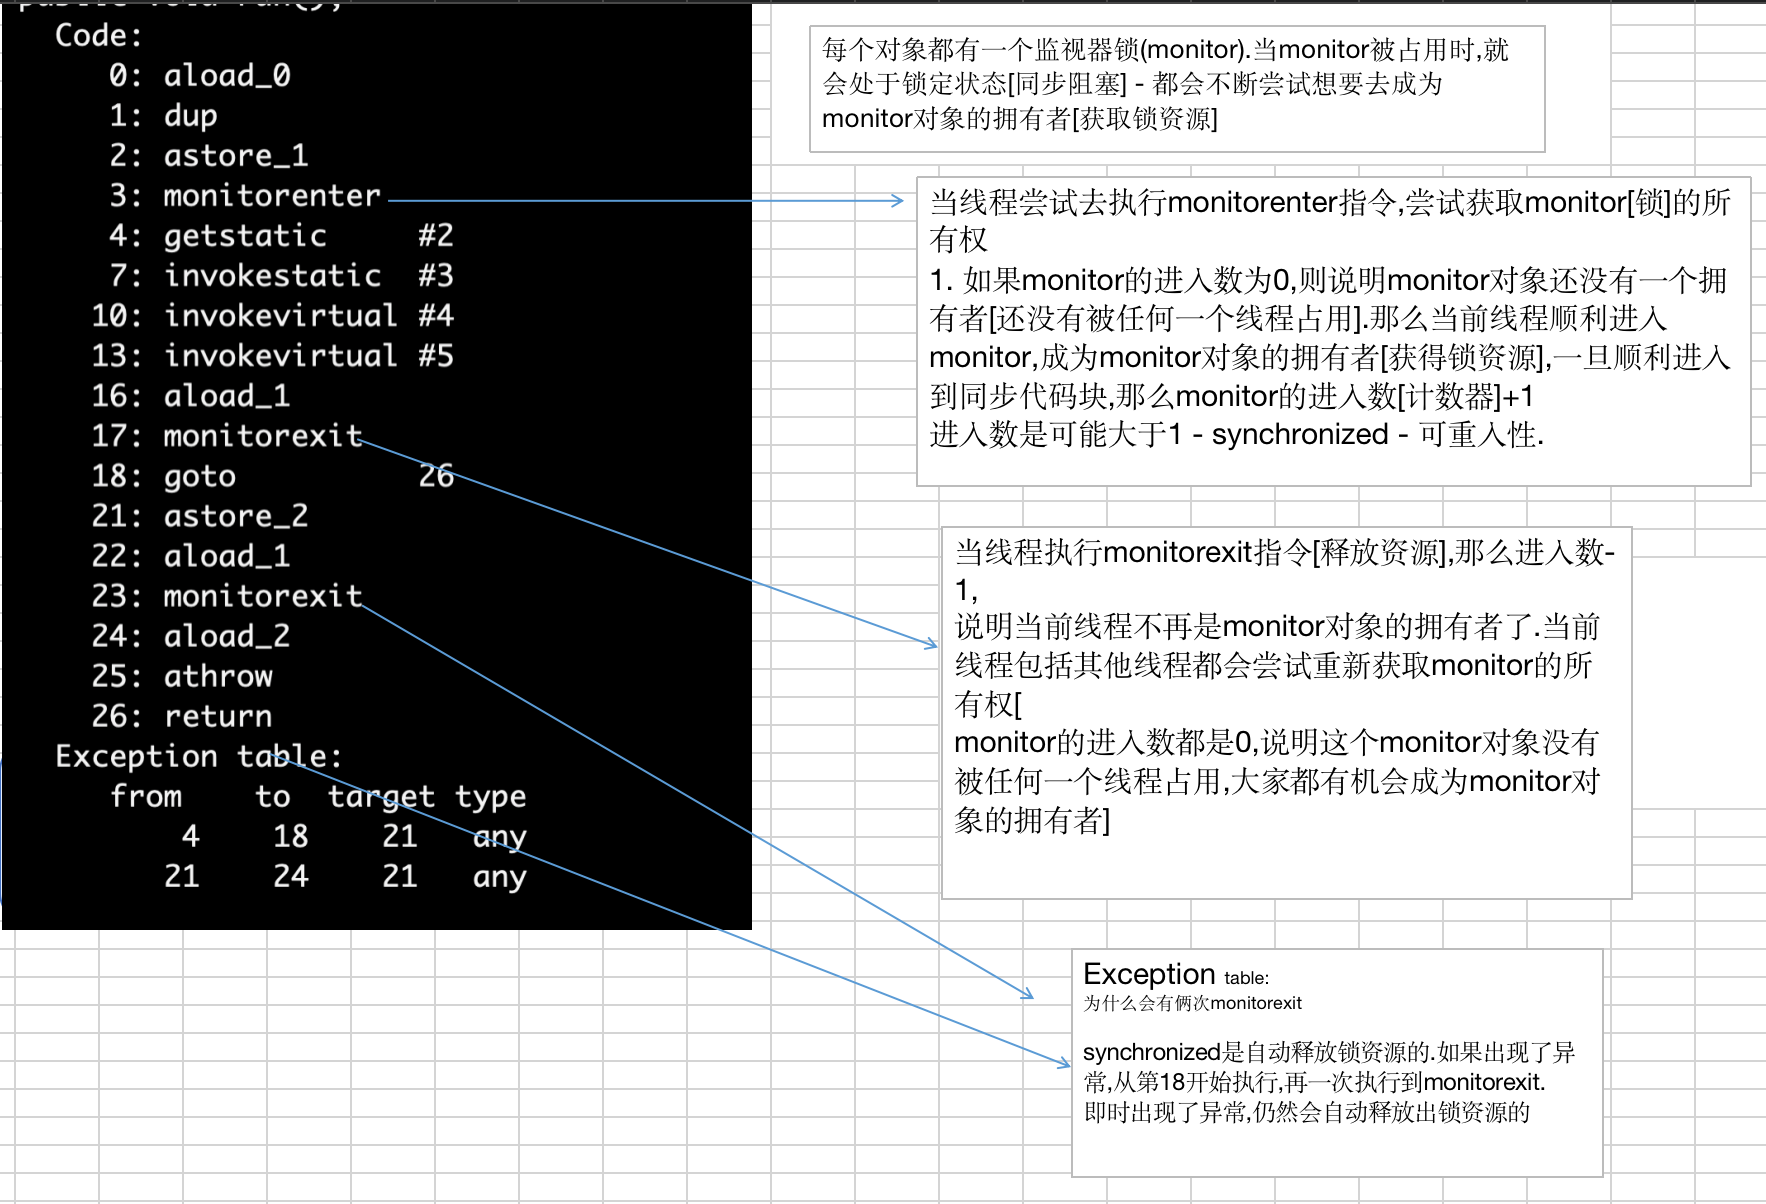 public void run();
Code:
0: aload_0
1: dup
2: astore_1
3: monitorenter
4: getstatic #2
7: invokestatic #3
10: invokevirtual #4
13: invokevirtual #5
16: aload_1
17: monitorexit
18: goto 26
21: astore_2
22: aload_1
23: monitorexit
24: aload_2
25: athrow
26: return
Exception table:
from to target type
4 18 21 any
21 24 21 any
每个对象都有一个监视器锁(monitor).当monitor被占用时,就
会处于锁定状态[同步阻塞] - 都会不断尝试想要去成为
monitor对象的拥有者[获取锁资源]
当线程尝试去执行monitorenter指令,尝试获取monitor[锁]的所
有权
1. 如果monitor的进入数为0,则说明monitor对象还没有一个拥
有者[还没有被任何一个线程占用].那么当前线程顺利进入
monitor,成为monitor对象的拥有者[获得锁资源],一旦顺利进入
到同步代码块,那么monitor的进入数[计数器]+1
进入数是可能大于1 - synchronized - 可重入性.
当线程执行monitorexit指令[释放资源],那么进入数-
1,
说明当前线程不再是monitor对象的拥有者了.当前
线程包括其他线程都会尝试重新获取monitor的所
有权[
monitor的进入数都是0,说明这个monitor对象没有
被任何一个线程占用,大家都有机会成为monitor对
象的拥有者]
Exception table:
为什么会有俩次monitorexit
synchronized是自动释放锁资源的.如果出现了异
常,从第18开始执行,再一次执行到monitorexit.
即时出现了异常,仍然会自动释放出锁资源的